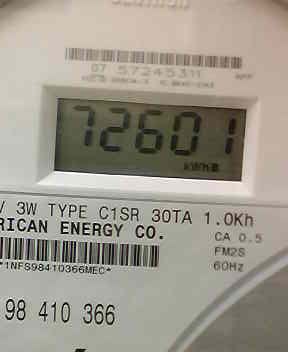 07 57245311
72601
kWh
V 3W TYPE C1SR 30TA 1.0Kh
RICAN ENERGY CO. CA 0.5
FM2S
*1NFS98410366MEC* 60Hz
98 410 366